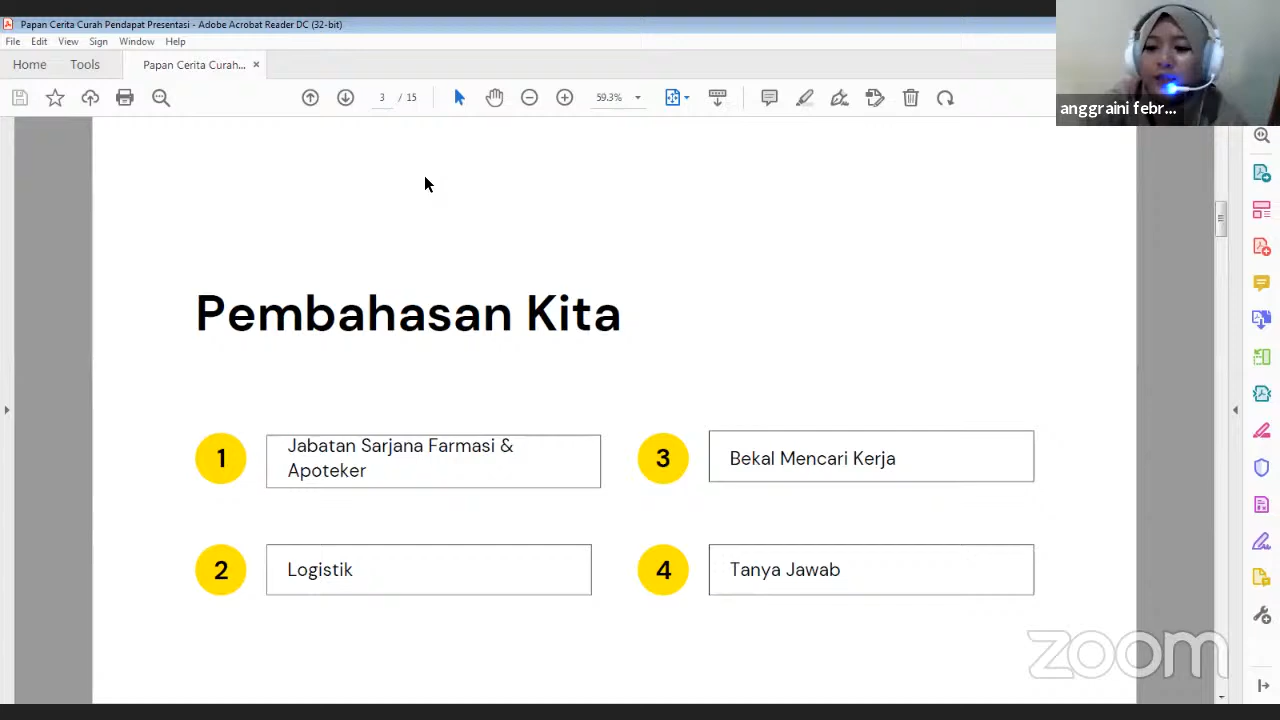 Papan Cerita Curah Pendapat Presentasi - Adobe Acrobat Reader DC (32-bit)
File Edit View Sign Window Help
Home Tools Papan Cerita Curah... ×
3 / 15 59.3%
anggraini febr...
Pembahasan Kita
1 Jabatan Sarjana Farmasi &
Apoteker
3 Bekal Mencari Kerja
2 Logistik
4 Tanya Jawab
zoom